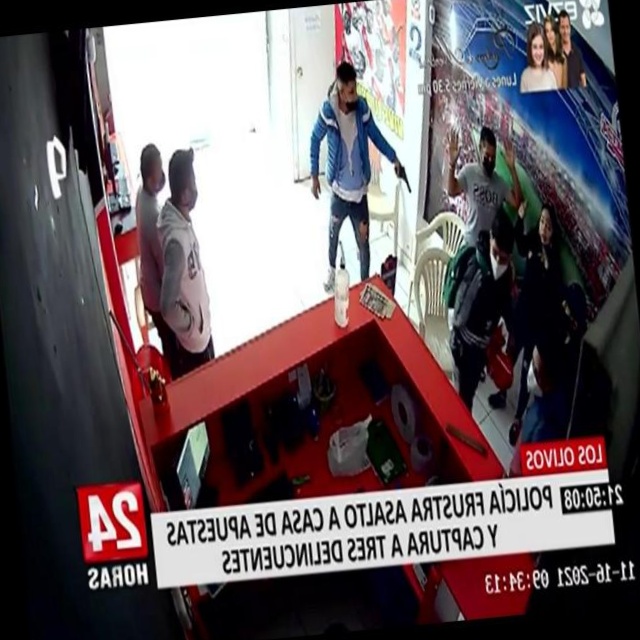 ezviz
Lunes a viernes 5:30 pm
LOS OLIVOS
21:50:08
POLICÍA FRUSTRA ASALTO A CASA DE APUESTAS
Y CAPTURA A TRES DELINCUENTES
24
HORAS
11-16-2021 09:34:13